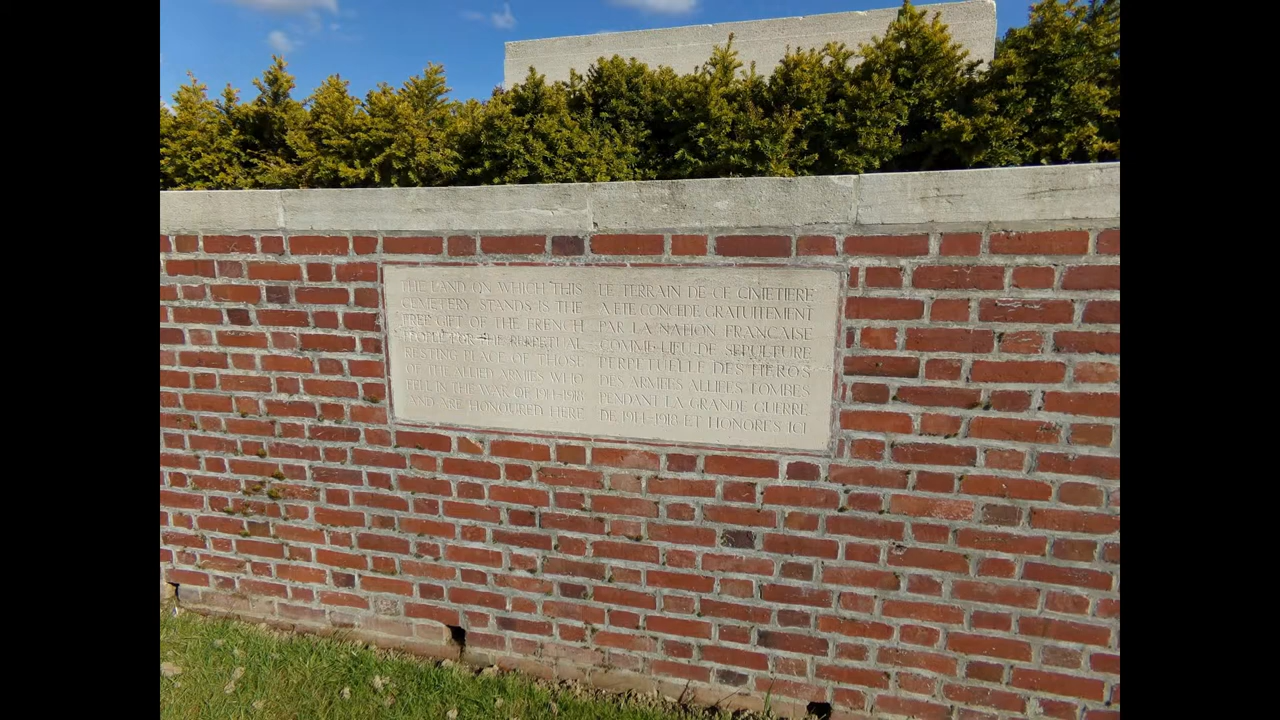 THE LAND ON WHICH THIS
CEMETERY STANDS IS THE
FREE GIFT OF THE FRENCH
PEOPLE FOR THE PERPETUAL
RESTING PLACE OF THOSE
OF THE ALLIED ARMIES WHO
FELL IN THE WAR OF 1914-1918
AND ARE HONOURED HERE
LE TERRAIN DE CE CIMETIERE
A ETE CONCEDE GRATUITEMENT
PAR LA NATION FRANÇAISE
COMME LIEU DE SEPULTURE
PERPETUELLE DES HEROS
DES ARMEES ALLIEES TOMBES
PENDANT LA GRANDE GUERRE
DE 1914-1918 ET HONORES ICI